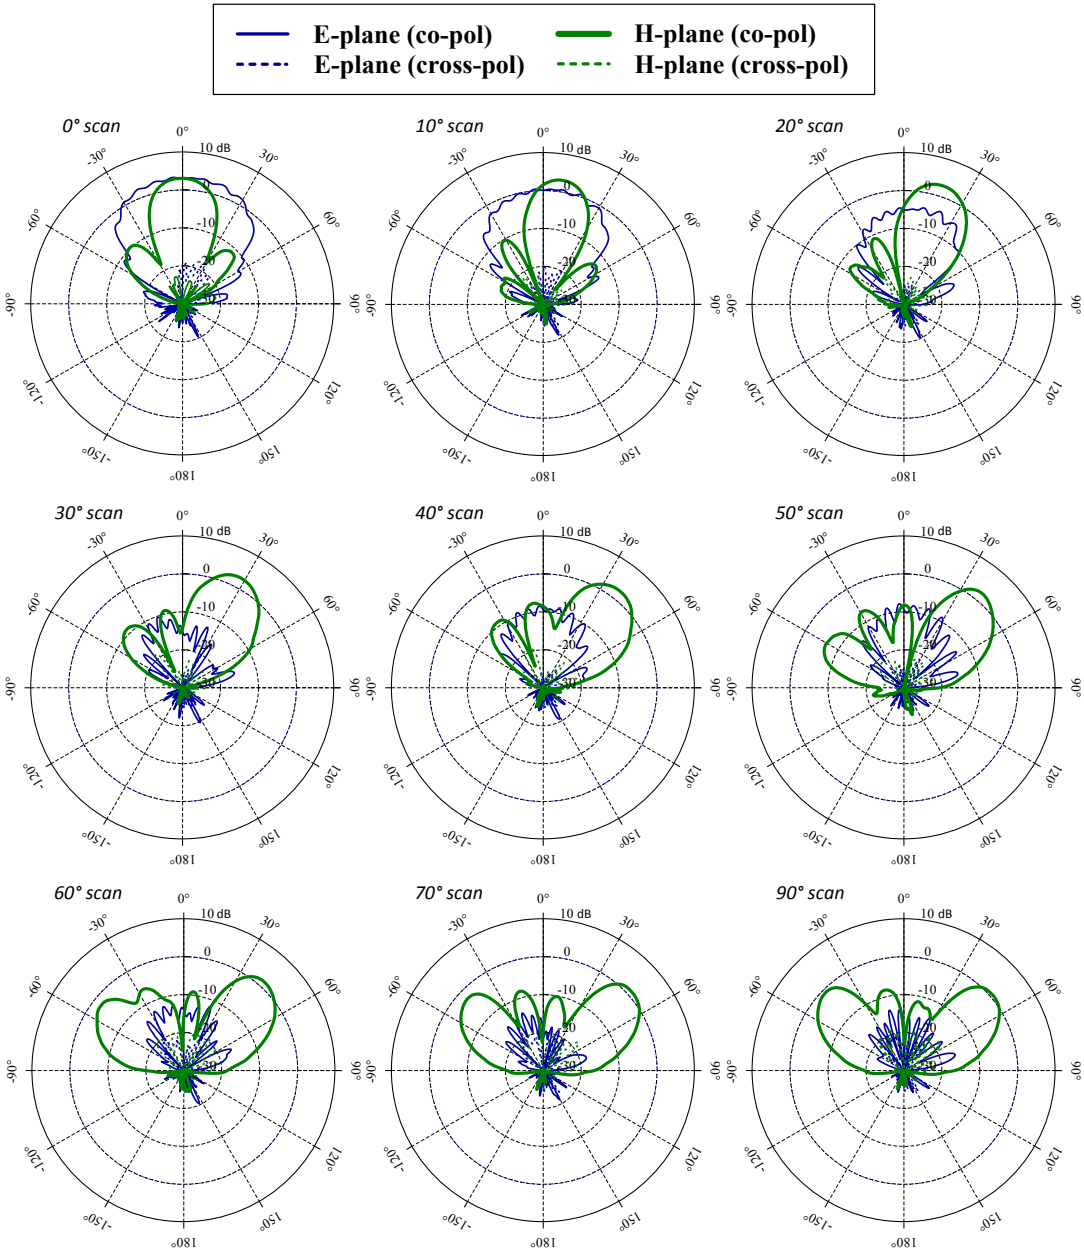 E-plane (co-pol) H-plane (co-pol)
E-plane (cross-pol) H-plane (cross-pol)
0° scan 0° 10° scan 0° 20° scan 0°
-30° 10 dB 30° -30° 10 dB 30° -30° 10 dB 30°
0 0 0
-60° 60° -60° 60° -60° 60°
-10 -10 -10
-20 -20 -20
-90° -30 90° -90° -30 90° -90° -30 90°
-120° 120° -120° 120° -120° 120°
-150° 150° -150° 150° -150° 150°
180° 180° 180°
30° scan 0° 40° scan 0° 50° scan 0°
-30° 10 dB 30° -30° 10 dB 30° -30° 10 dB 30°
0 0 0
-60° 60° -60° 60° -60° 60°
-10 -10 -10
-20 -20 -20
-90° -30 90° -90° -30 90° -90° -30 90°
-120° 120° -120° 120° -120° 120°
-150° 150° -150° 150° -150° 150°
180° 180° 180°
60° scan 0° 70° scan 0° 90° scan 0°
-30° 10 dB 30° -30° 10 dB 30° -30° 10 dB 30°
0 0 0
-60° 60° -60° 60° -60° 60°
-10 -10 -10
-20 -20 -20
-90° -30 90° -90° -30 90° -90° -30 90°
-120° 120° -120° 120° -120° 120°
-150° 150° -150° 150° -150° 150°
180° 180° 180°